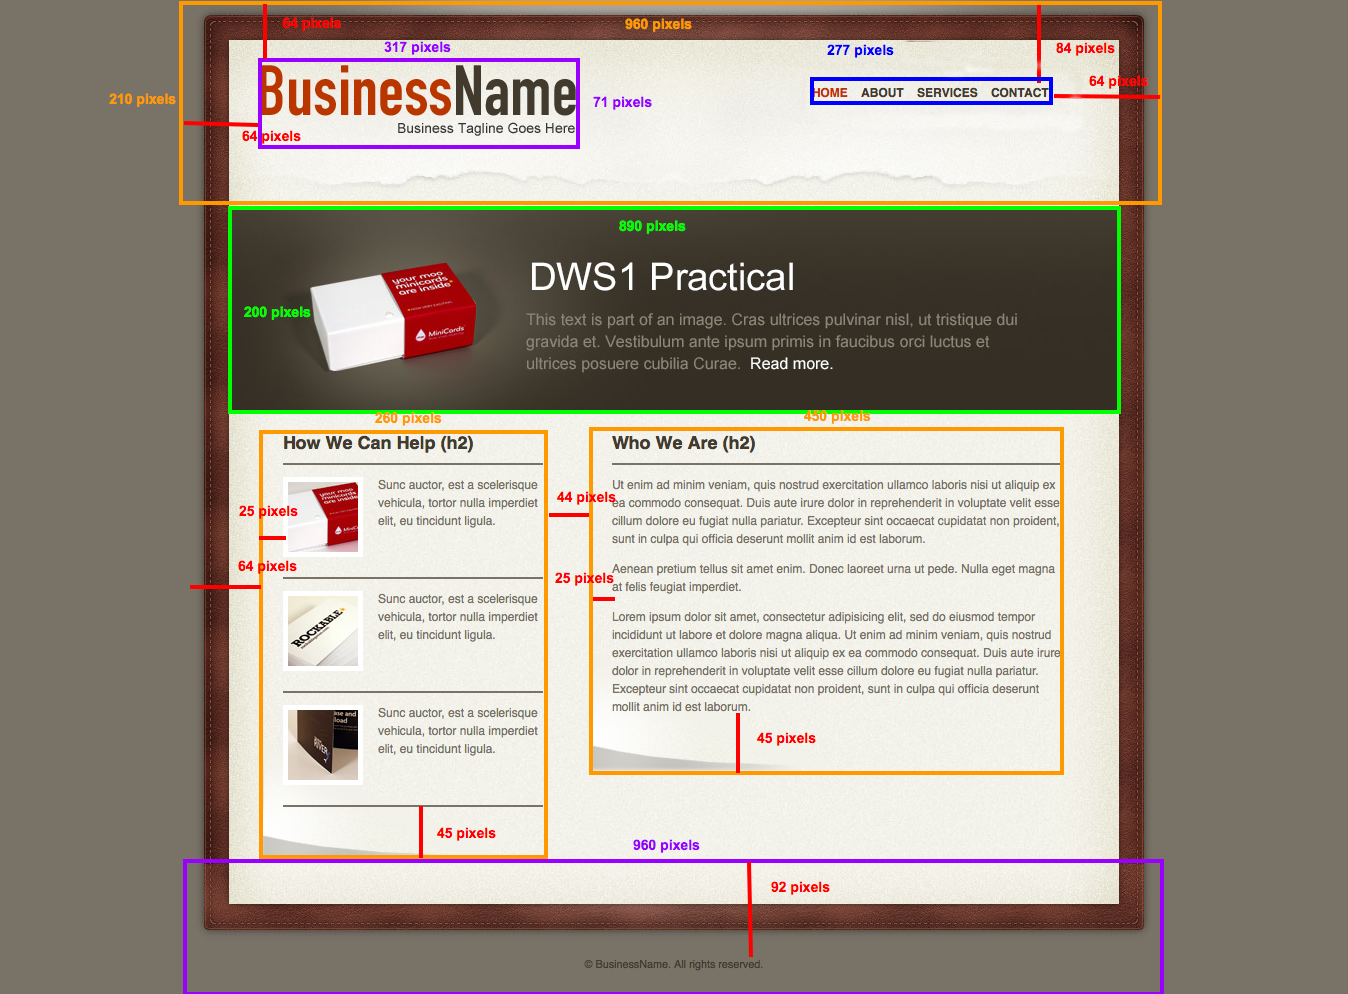 64 pixels
960 pixels
317 pixels
277 pixels
84 pixels
64 pixels
210 pixels
BusinessName
71 pixels
HOME ABOUT SERVICES CONTACT
Business Tagline Goes Here
64 pixels
890 pixels
your moo
minicards
are inside
MiniCards
200 pixels
DWS1 Practical
This text is part of an image. Cras ultrices pulvinar nisl, ut tristique dui
gravida et. Vestibulum ante ipsum primis in faucibus orci luctus et
ultrices posuere cubilia Curae. Read more.
260 pixels
450 pixels
How We Can Help (h2)
your moo
minicards
are inside
Sunc auctor, est a scelerisque
vehicula, tortor nulla imperdiet
elit, eu tincidunt ligula.
25 pixels
64 pixels
ROCKABLE
Sunc auctor, est a scelerisque
vehicula, tortor nulla imperdiet
elit, eu tincidunt ligula.
Sunc auctor, est a scelerisque
vehicula, tortor nulla imperdiet
elit, eu tincidunt ligula.
45 pixels
Who We Are (h2)
44 pixels
Ut enim ad minim veniam, quis nostrud exercitation ullamco laboris nisi ut aliquip ex
ea commodo consequat. Duis aute irure dolor in reprehenderit in voluptate velit esse
cillum dolore eu fugiat nulla pariatur. Excepteur sint occaecat cupidatat non proident,
sunt in culpa qui officia deserunt mollit anim id est laborum.
25 pixels
Aenean pretium tellus sit amet enim. Donec laoreet urna ut pede. Nulla eget magna
at felis feugiat imperdiet.
Lorem ipsum dolor sit amet, consectetur adipisicing elit, sed do eiusmod tempor
incididunt ut labore et dolore magna aliqua. Ut enim ad minim veniam, quis nostrud
exercitation ullamco laboris nisi ut aliquip ex ea commodo consequat. Duis aute irure
dolor in reprehenderit in voluptate velit esse cillum dolore eu fugiat nulla pariatur.
Excepteur sint occaecat cupidatat non proident, sunt in culpa qui officia deserunt
mollit anim id est laborum.
45 pixels
960 pixels
92 pixels
© BusinessName. All rights reserved.